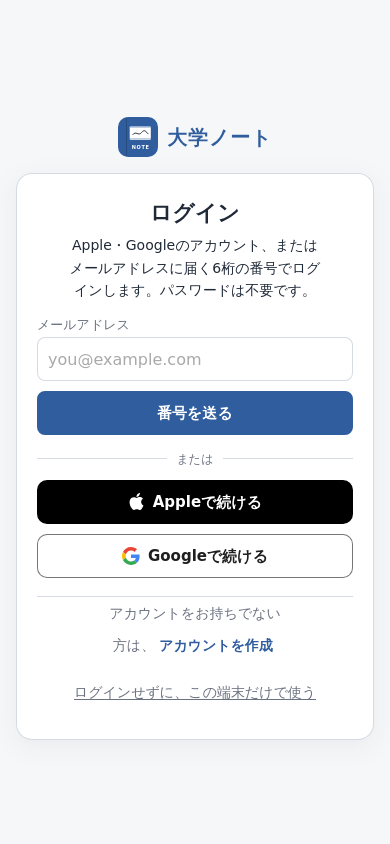 NOTE
大学ノート
ログイン
Apple・Googleのアカウント、または
メールアドレスに届く6桁の番号でログ
インします。パスワードは不要です。
メールアドレス
you@example.com
番号を送る
または
Appleで続ける
Googleで続ける
アカウントをお持ちでない
方は、 アカウントを作成
ログインせずに、この端末だけで使う